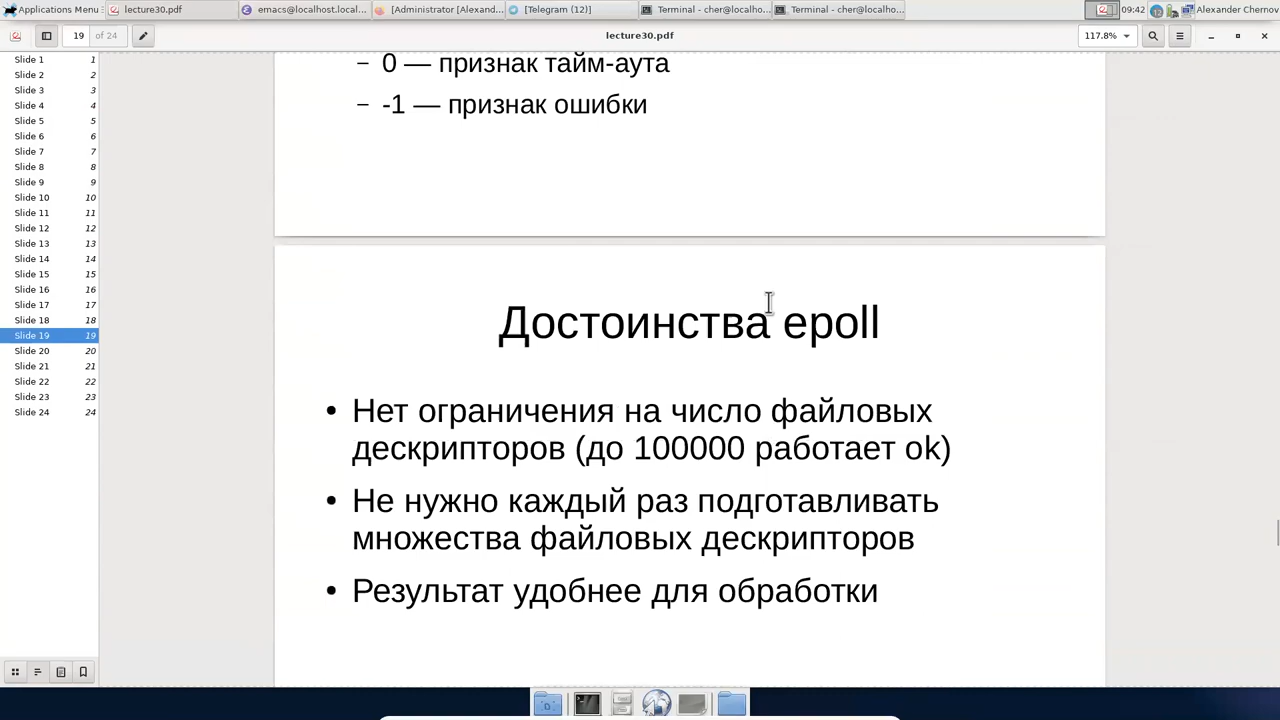 Applications Menu
lecture30.pdf
emacs@localhost.local...
[Administrator [Alexand...
[Telegram (12)]
Terminal - cher@localho...
Terminal - cher@localho...
09:42
Alexander Chernov
19 of 24
lecture30.pdf
117.8%
Slide 1 1
Slide 2 2
Slide 3 3
Slide 4 4
Slide 5 5
Slide 6 6
Slide 7 7
Slide 8 8
Slide 9 9
Slide 10 10
Slide 11 11
Slide 12 12
Slide 13 13
Slide 14 14
Slide 15 15
Slide 16 16
Slide 17 17
Slide 18 18
Slide 19 19
Slide 20 20
Slide 21 21
Slide 22 22
Slide 23 23
Slide 24 24
– 0 — признак тайм-аута
– -1 — признак ошибки
Достоинства epoll
• Нет ограничения на число файловых
дескрипторов (до 100000 работает ok)
• Не нужно каждый раз подготавливать
множества файловых дескрипторов
• Результат удобнее для обработки